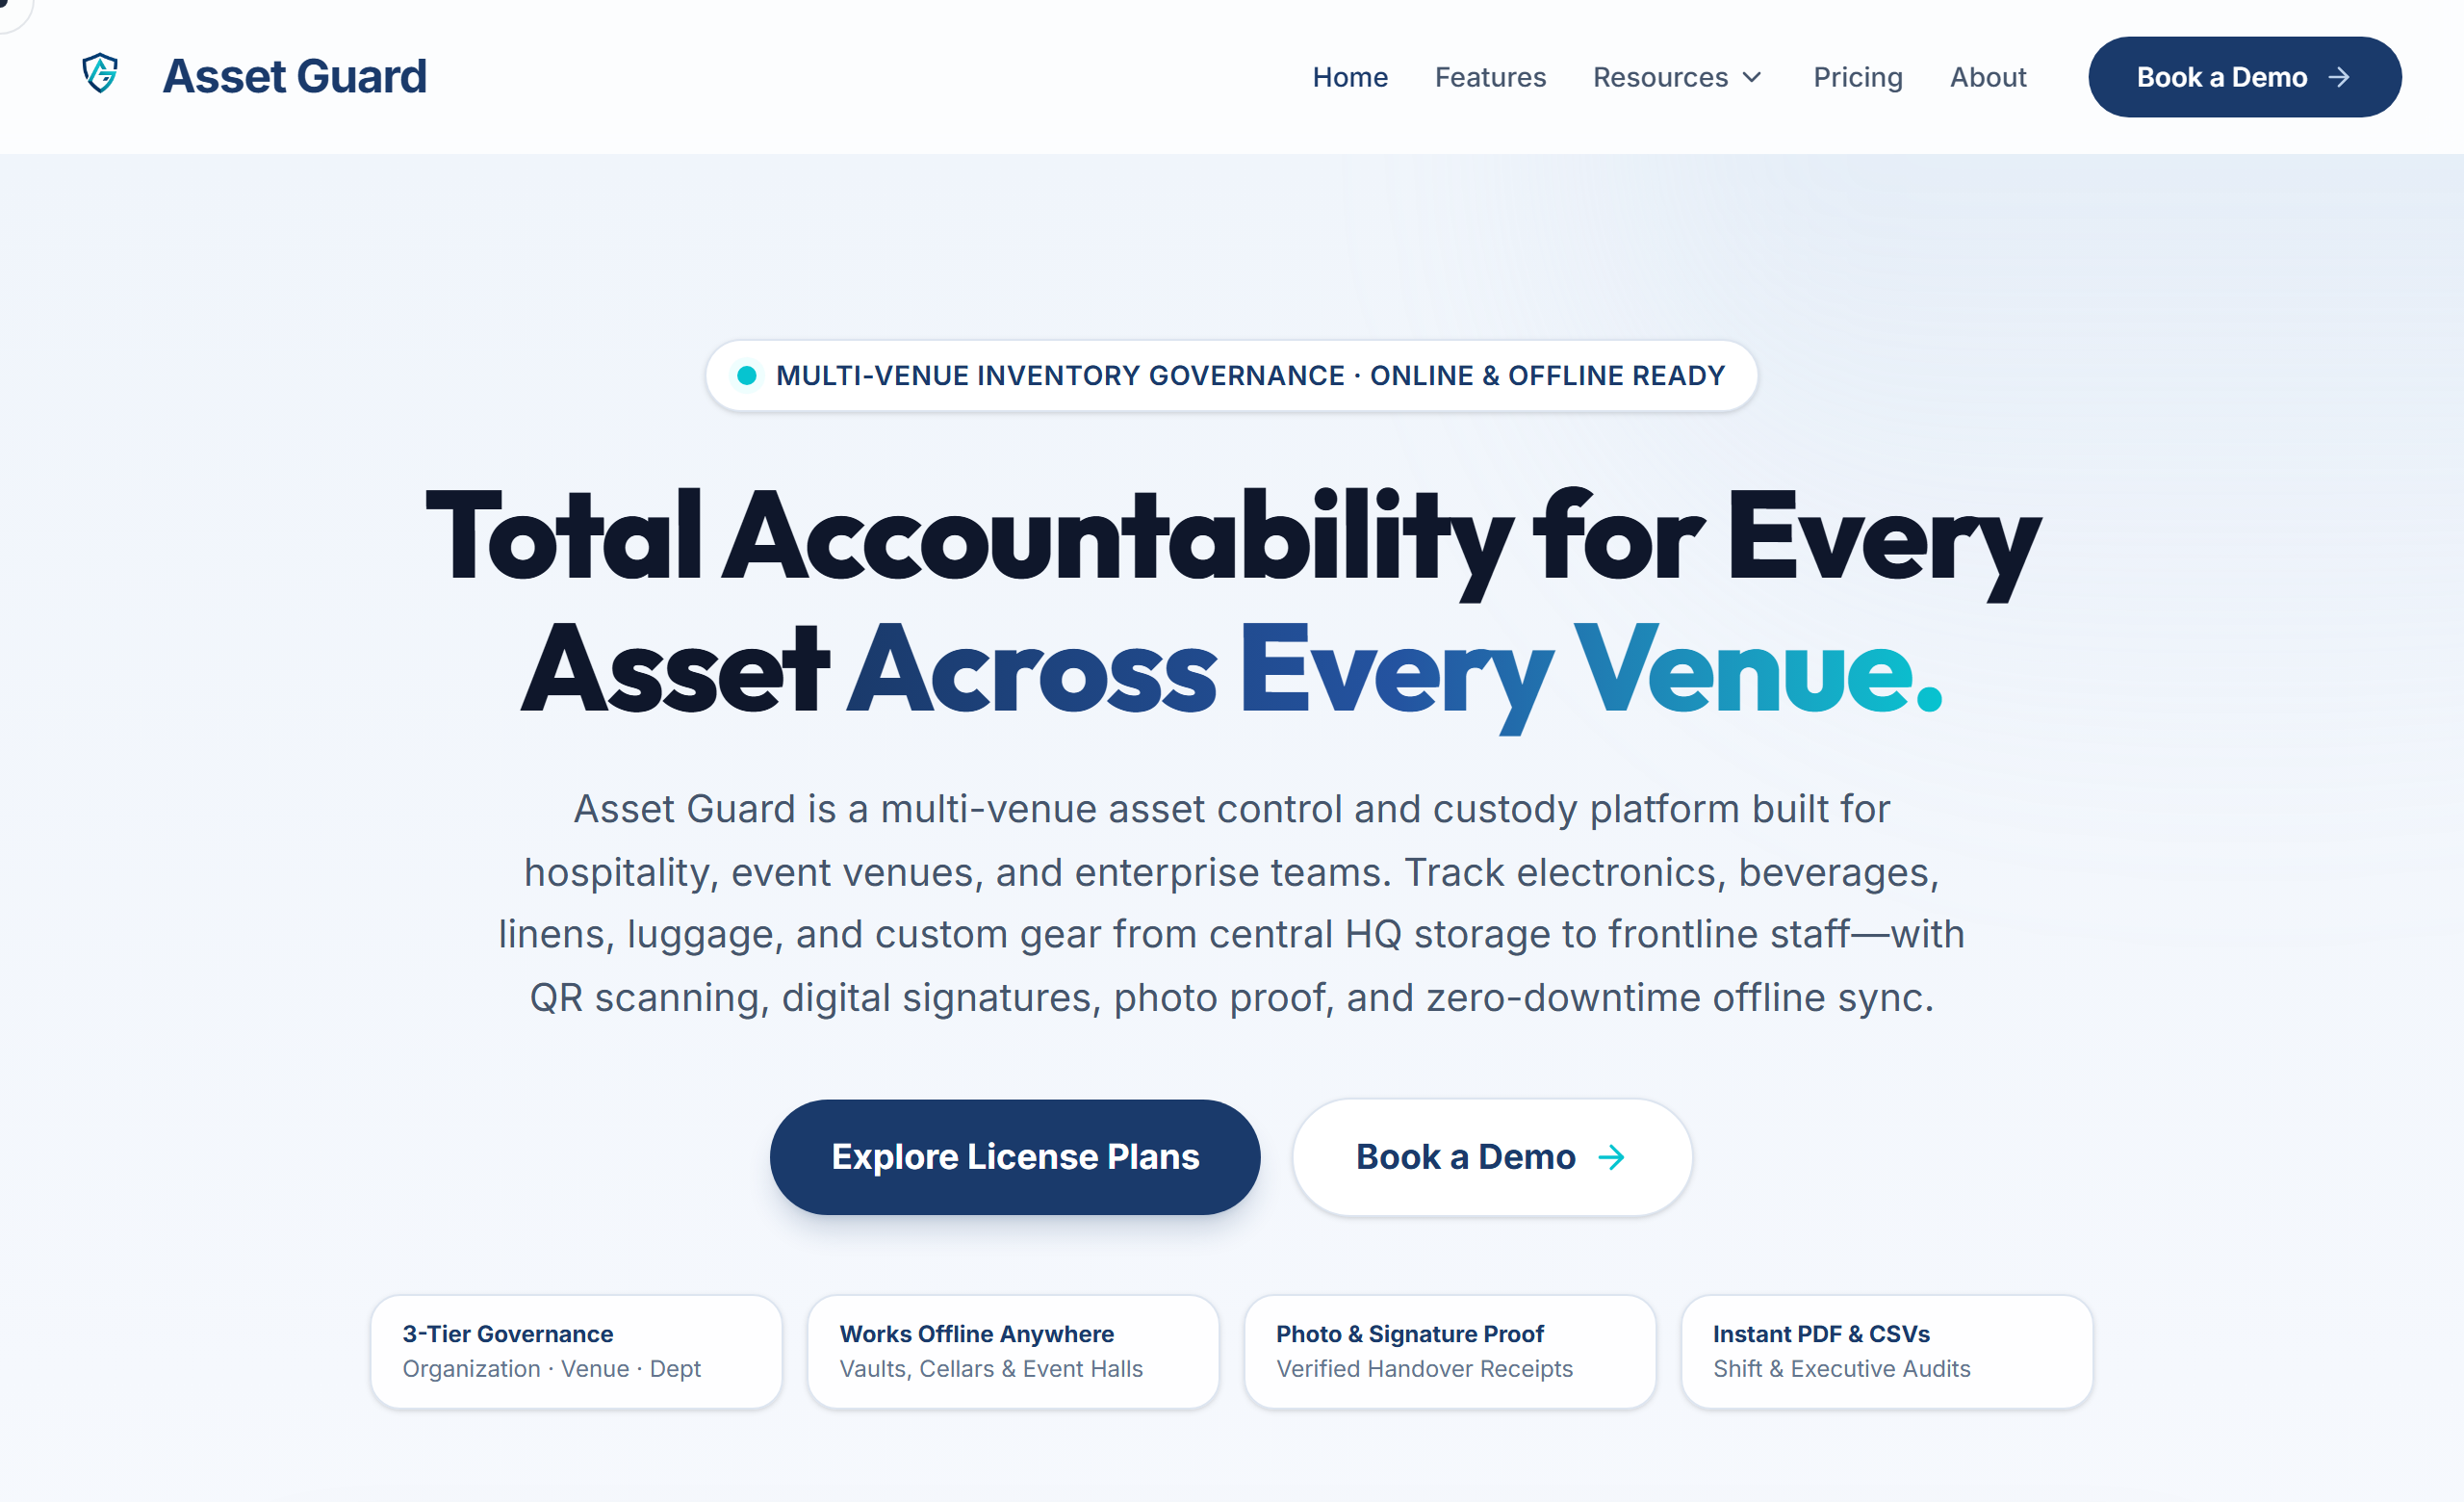 Asset Guard
Home
Features
Resources
Pricing
About
Book a Demo →
MULTI-VENUE INVENTORY GOVERNANCE · ONLINE & OFFLINE READY
Total Accountability for Every
Asset Across Every Venue.
Asset Guard is a multi-venue asset control and custody platform built for
hospitality, event venues, and enterprise teams. Track electronics, beverages,
linens, luggage, and custom gear from central HQ storage to frontline staff—with
QR scanning, digital signatures, photo proof, and zero-downtime offline sync.
Explore License Plans
Book a Demo →
3-Tier Governance
Organization · Venue · Dept
Works Offline Anywhere
Vaults, Cellars & Event Halls
Photo & Signature Proof
Verified Handover Receipts
Instant PDF & CSVs
Shift & Executive Audits